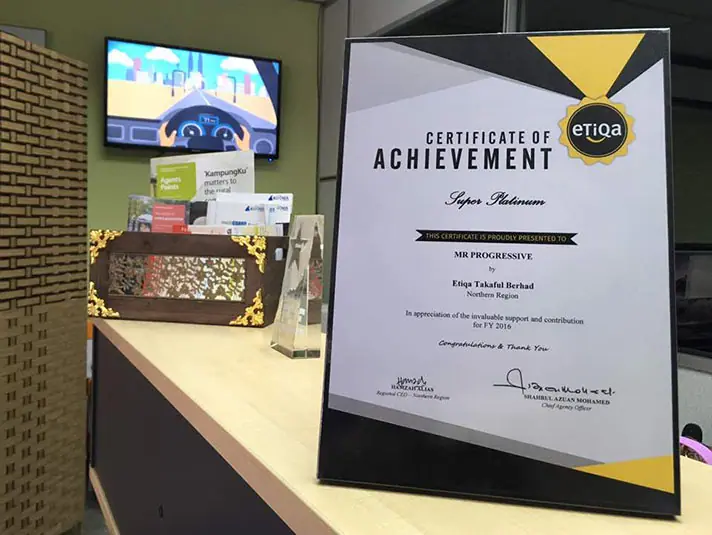 CERTIFICATE OF
ACHIEVEMENT
eTiQa
Super Platinum
THIS CERTIFICATE IS PROUDLY PRESENTED TO
MR PROGRESSIVE
by
Etiqa Takaful Berhad
Northern Region
In appreciation of the invaluable support and contribution
for FY 2016
Congratulations & Thank You
HAMZAH ALIAS
Regional CEO – Northern Region
SHAHRUL AZUAN MOHAMED
Chief Agency Officer
Agents
Points
'KampungKu'
matters to the
rural